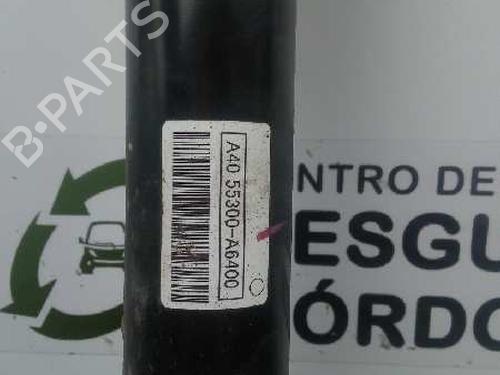 B-PARTS
A40 55300-A6400
NTRO DE
ESGU
ÓRDO